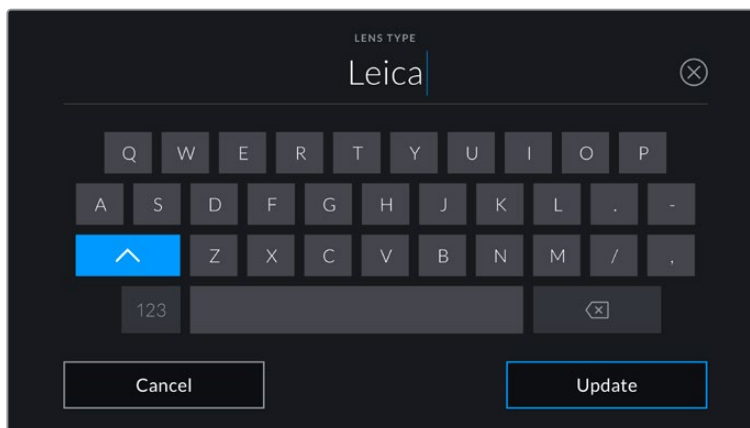 LENS TYPE
Leica
Q W E R T Y U I O P
A S D F G H J K L . -
Z X C V B N M / ,
123
Cancel Update